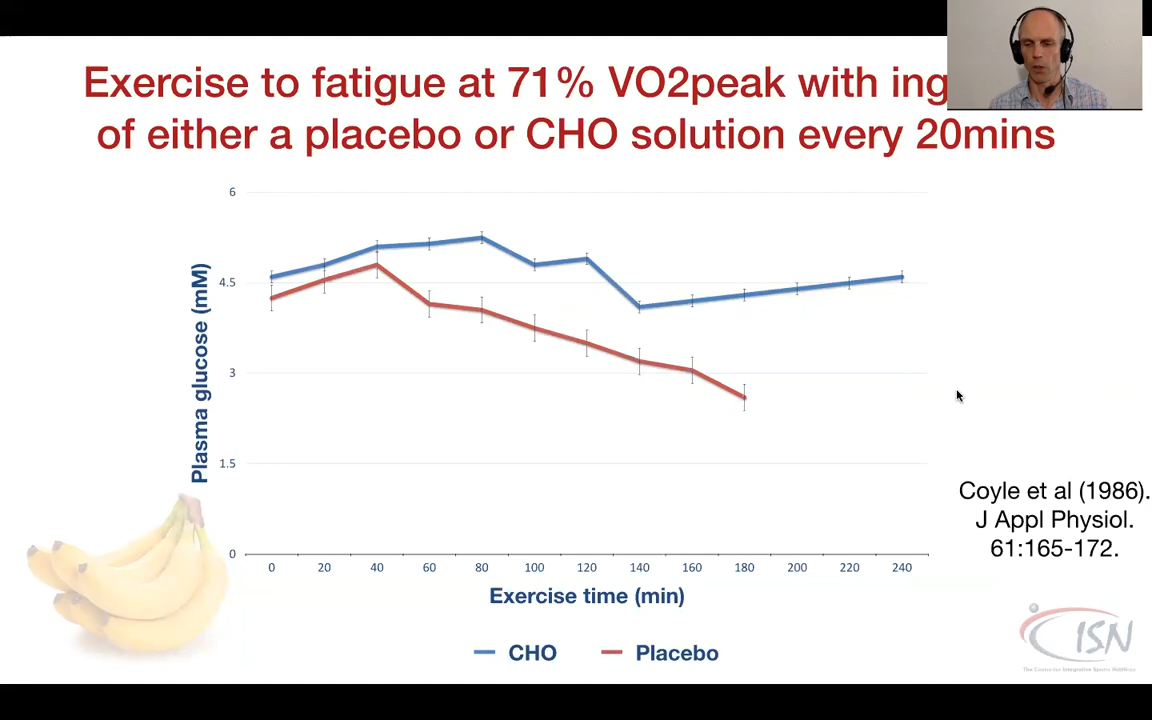 Exercise to fatigue at 71% VO2peak with ing
of either a placebo or CHO solution every 20mins
6
4.5
3
1.5
0
Plasma glucose (mM)
0 20 40 60 80 100 120 140 160 180 200 220 240
Exercise time (min)
CHO Placebo
Coyle et al (1986).
J Appl Physiol.
61:165-172.
CISN